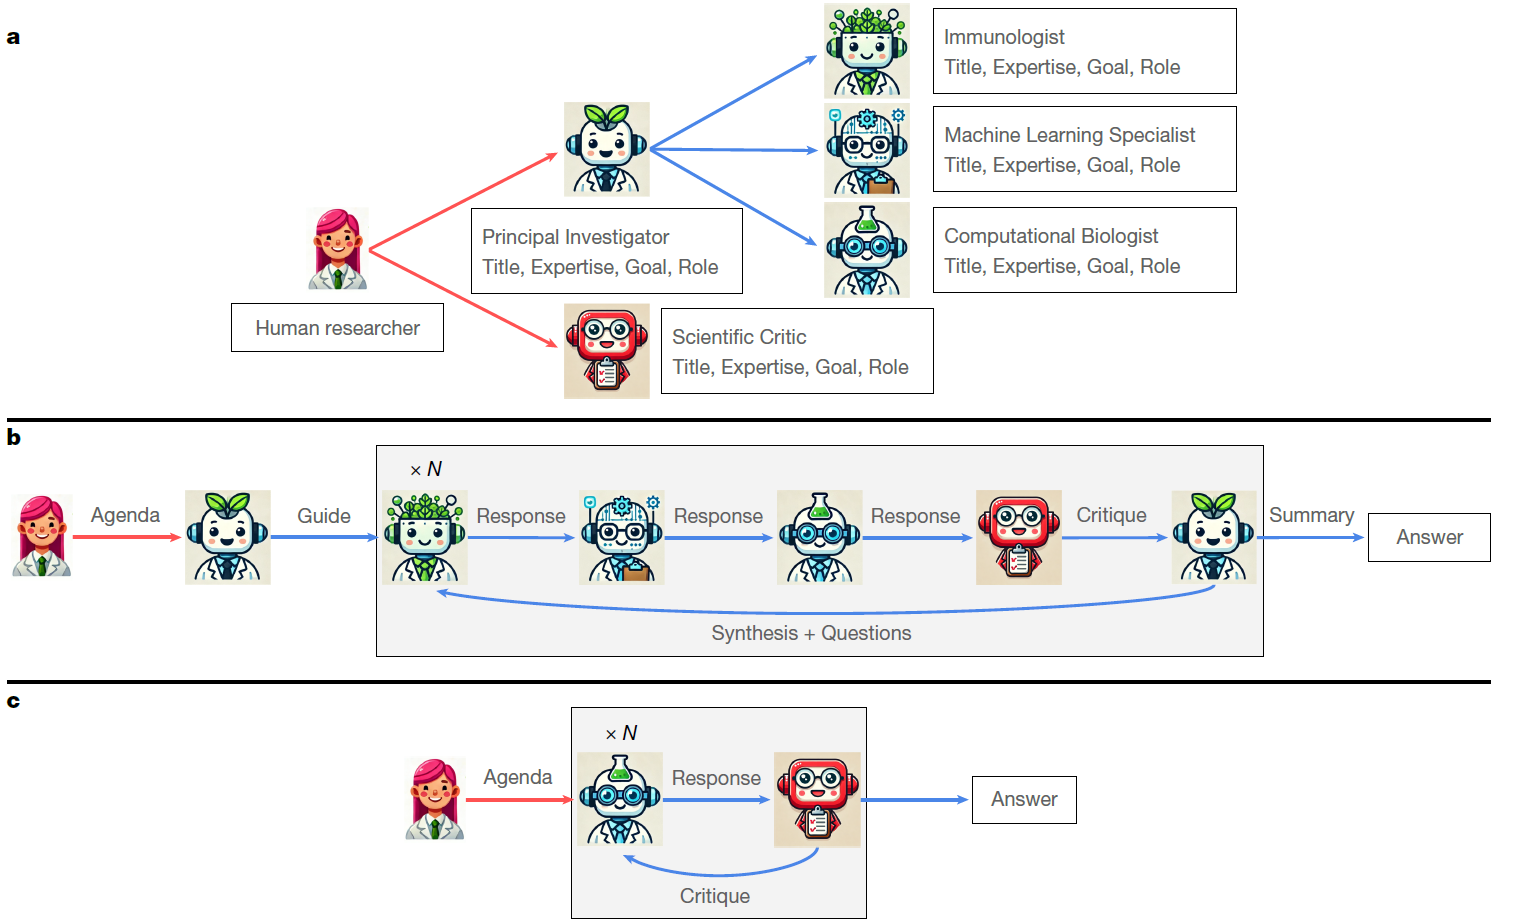 a
Immunologist
Title, Expertise, Goal, Role
Machine Learning Specialist
Title, Expertise, Goal, Role
Principal Investigator
Title, Expertise, Goal, Role
Computational Biologist
Title, Expertise, Goal, Role
Human researcher
Scientific Critic
Title, Expertise, Goal, Role
b
× N
Agenda
Guide
Response
Response
Response
Critique
Summary
Answer
Synthesis + Questions
c
× N
Agenda
Response
Answer
Critique